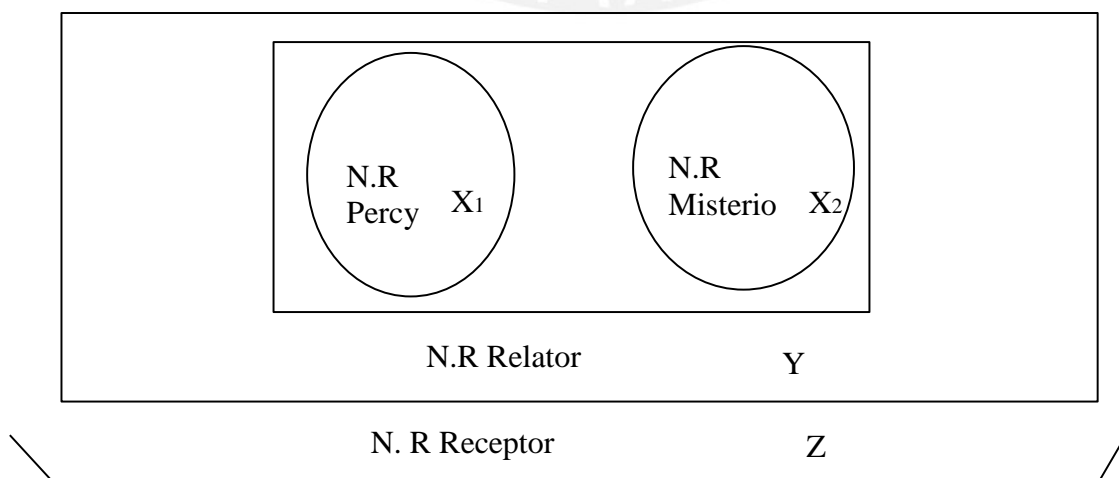 N.R
Percy X1
N.R
Misterio X2
N.R Relator Y
N. R Receptor Z